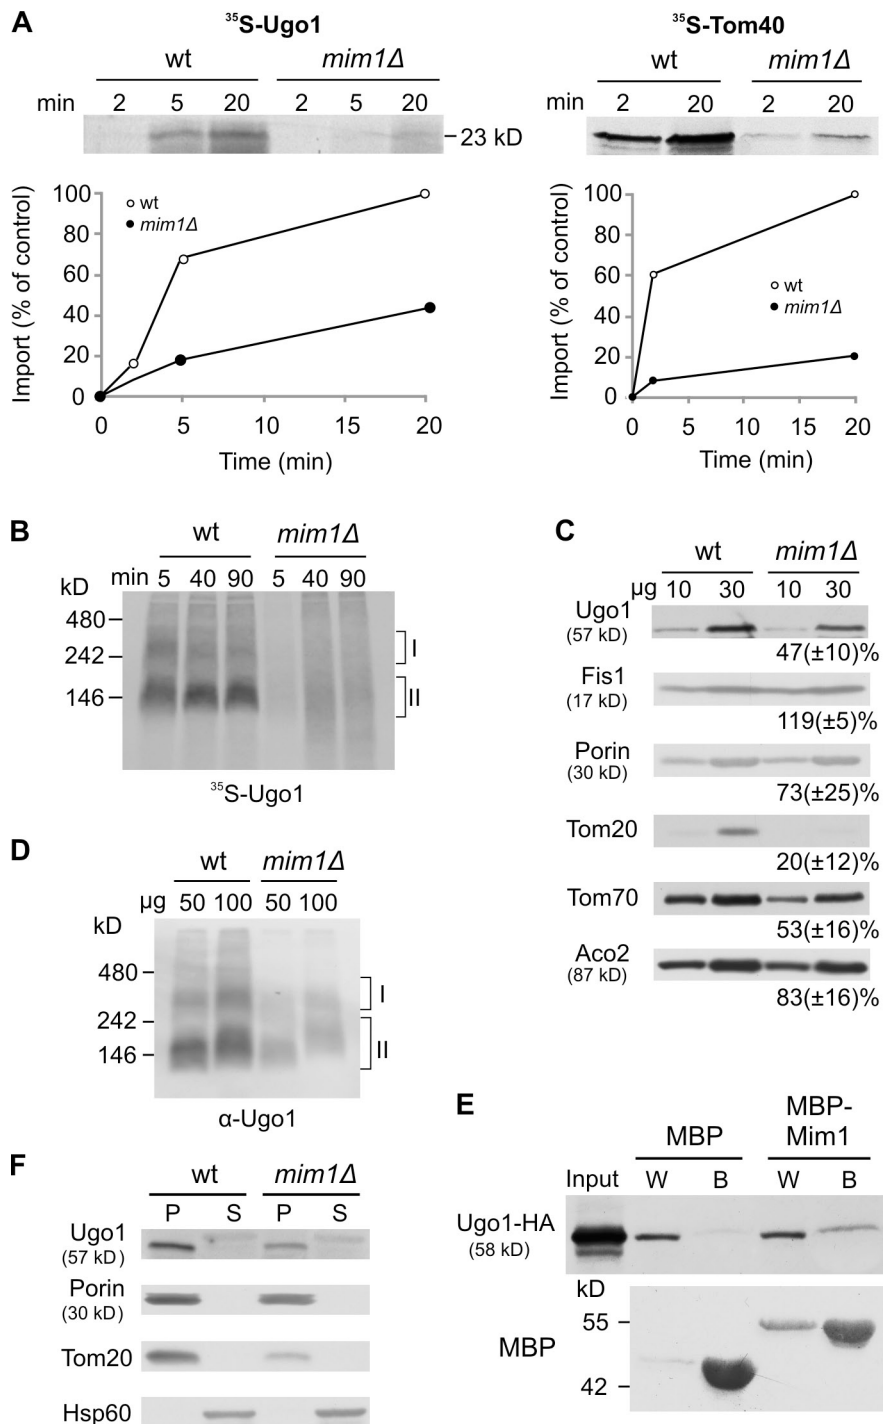 A
³⁵S-Ugo1
wt mim1Δ
min 2 5 20 2 5 20
23 kD
Import (% of control)
100
80
60
40
20
0
wt
mim1Δ
0 5 10 15 20
Time (min)
³⁵S-Tom40
wt mim1Δ
min 2 20 2 20
Import (% of control)
100
80
60
40
20
0
wt
mim1Δ
0 5 10 15 20
Time (min)
B
wt mim1Δ
kD
min 5 40 90 5 40 90
480
242
146
I
II
³⁵S-Ugo1
C
wt mim1Δ
µg 10 30 10 30
Ugo1
(57 kD)
47(±10)%
Fis1
(17 kD)
119(±5)%
Porin
(30 kD)
73(±25)%
Tom20
20(±12)%
Tom70
53(±16)%
Aco2
(87 kD)
83(±16)%
D
wt mim1Δ
µg 50 100 50 100
kD
480
242
146
I
II
α-Ugo1
E
MBP MBP-
Mim1
Input W B W B
Ugo1-HA
(58 kD)
kD
55
MBP
42
F
wt mim1Δ
P S P S
Ugo1
(57 kD)
Porin
(30 kD)
Tom20
Hsp60